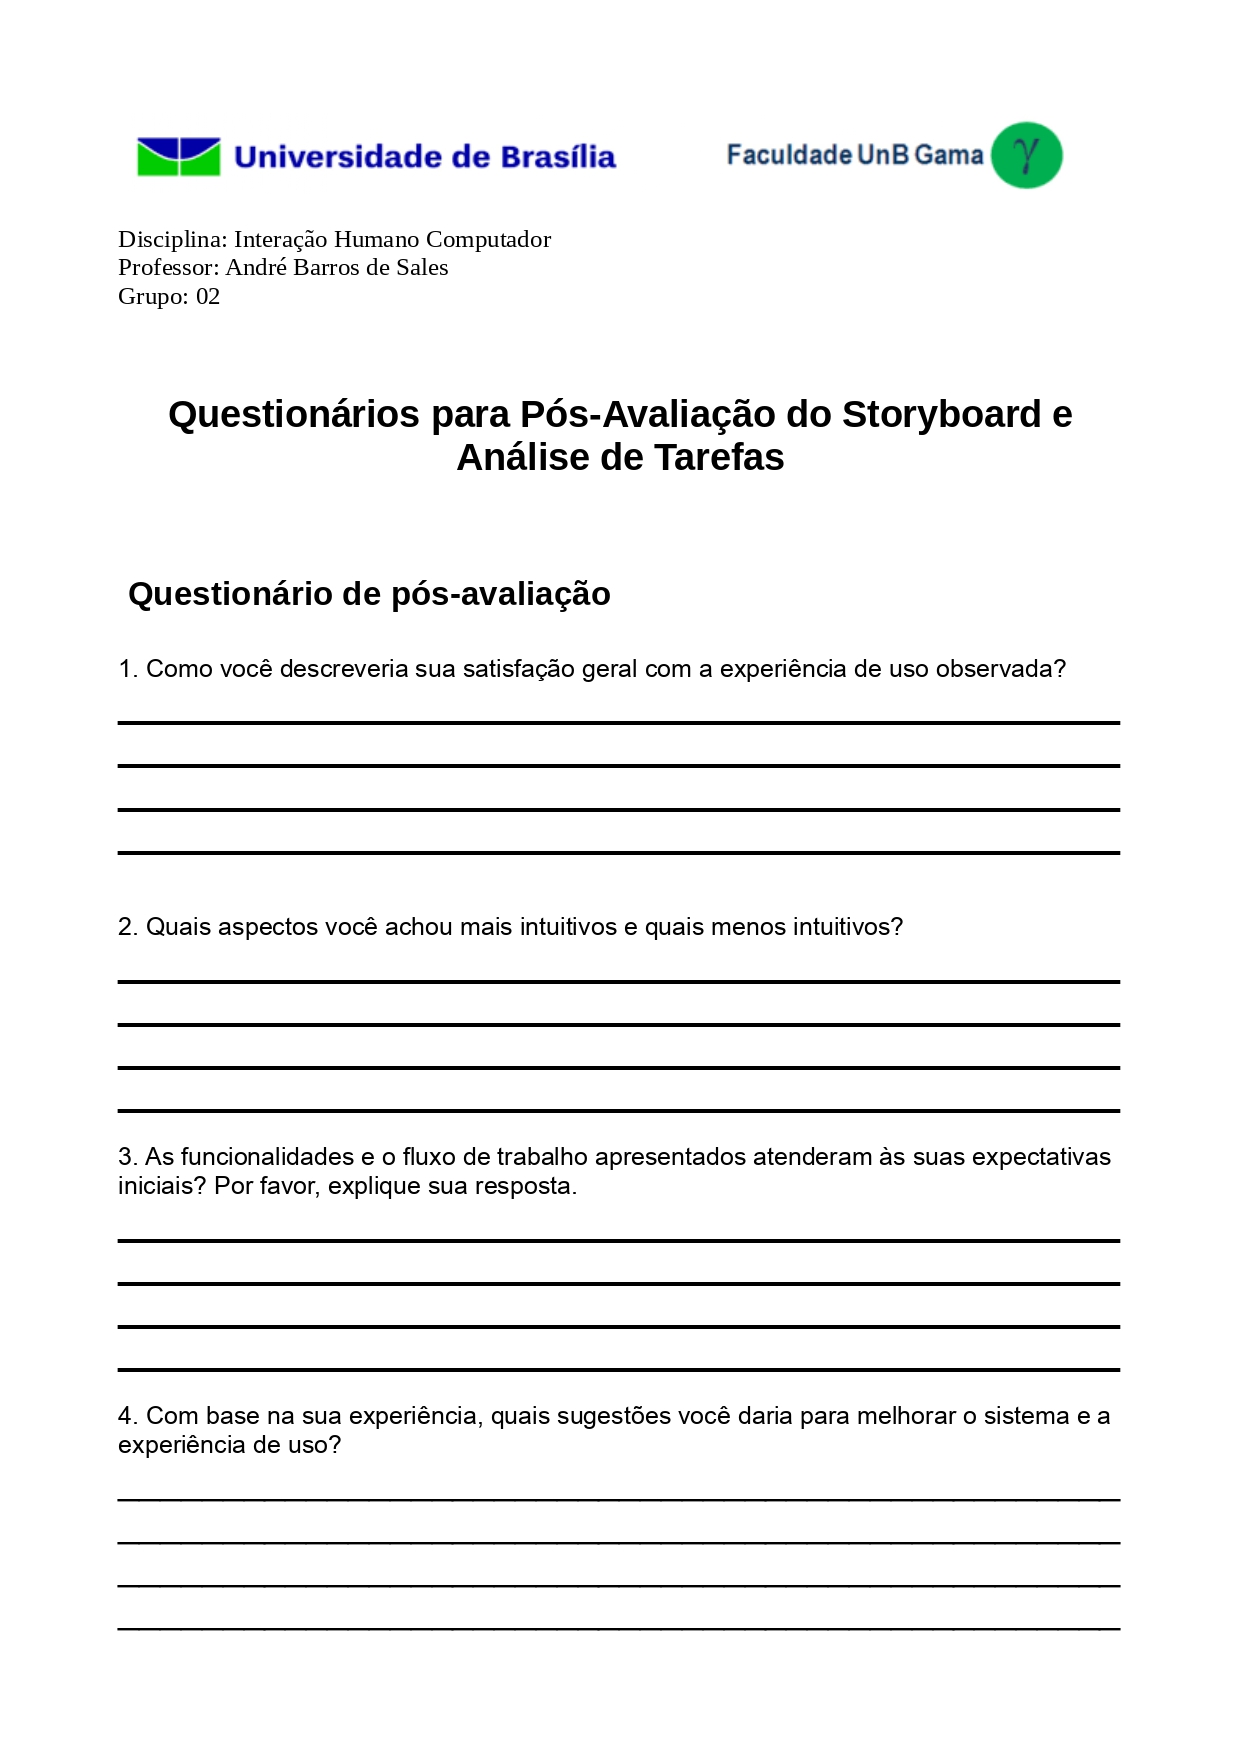 Universidade de Brasília
Faculdade UnB Gama γ
Disciplina: Interação Humano Computador
Professor: André Barros de Sales
Grupo: 02
Questionários para Pós-Avaliação do Storyboard e
Análise de Tarefas
Questionário de pós-avaliação
1. Como você descreveria sua satisfação geral com a experiência de uso observada?
2. Quais aspectos você achou mais intuitivos e quais menos intuitivos?
3. As funcionalidades e o fluxo de trabalho apresentados atenderam às suas expectativas
iniciais? Por favor, explique sua resposta.
4. Com base na sua experiência, quais sugestões você daria para melhorar o sistema e a
experiência de uso?